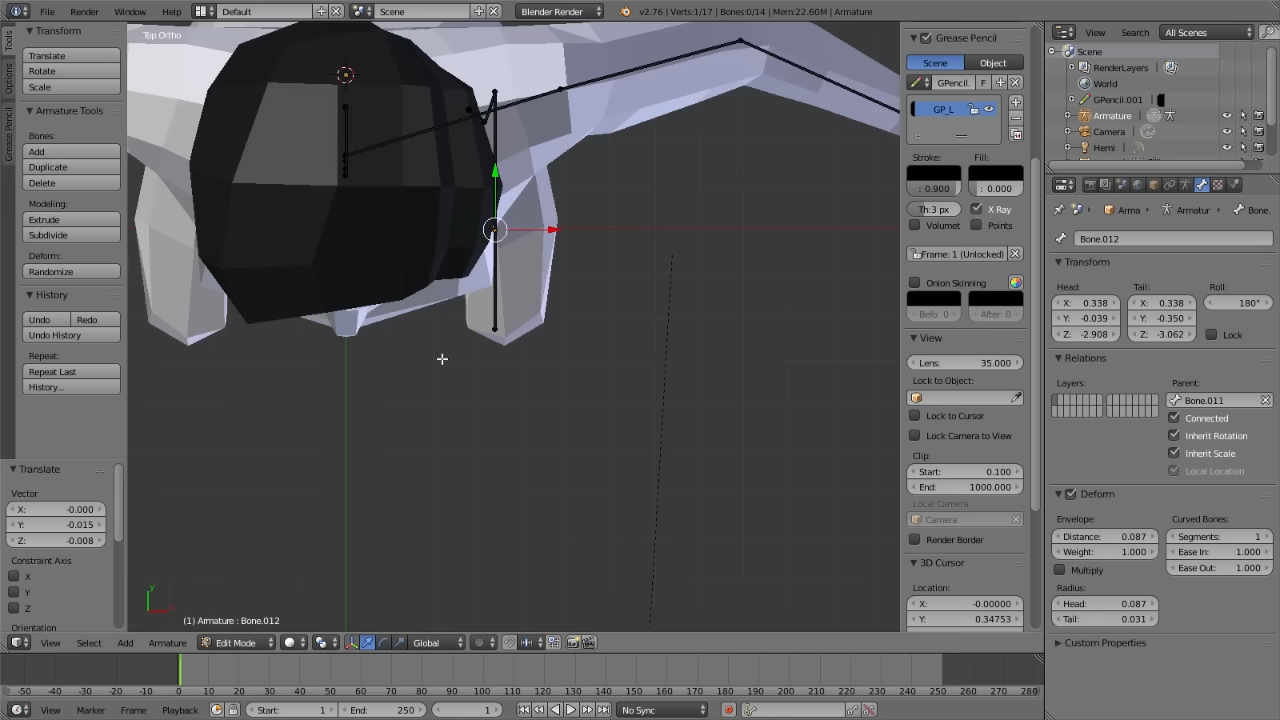 File Render Window Help Default Scene Blender Render v2.76 | Verts:1/17 | Bones:0/14 | Mem:22.60M | Armature
View Search All Scenes
Scene
RenderLayers
World
GPencil.001
Armature
Camera
Hemi
Tools
Options
Grease Pencil
Transform
Translate
Rotate
Scale
Armature Tools
Bones:
Add
Duplicate
Delete
Modeling:
Extrude
Subdivide
Deform:
Randomize
History
Undo Redo
Undo History
Repeat:
Repeat Last
History...
Translate
Vector
X: -0.000
Y: -0.015
Z: -0.008
Constraint Axis
X
Y
Z
Orientation
Top Ortho
(1) Armature : Bone.012
Grease Pencil
Scene Object
GPencil. F
GP_L
Stroke: Fill:
: 0.900 : 0.000
Th:3 px X Ray
Volumet Points
Frame: 1 (Unlocked)
Onion Skinning
Befo: 0 After: 0
View
Lens: 35.000
Lock to Object:
Lock to Cursor
Lock Camera to View
Clip:
Start: 0.100
End: 1000.000
Local Camera:
Camera
Render Border
3D Cursor
Location:
X: -0.00000
Y: 0.34753
Arma Armatur Bone.
Bone.012
Transform
Head: Tail: Roll:
X: 0.338 X: 0.338 180°
Y: -0.039 Y: -0.350
Z: -2.908 Z: -3.062 Lock
Relations
Layers: Parent:
Bone.011
Connected
Inherit Rotation
Inherit Scale
Local Location
Deform
Envelope: Curved Bones:
Distance: 0.087 Segments: 1
Weight: 1.000 Ease In: 1.000
Multiply Ease Out: 1.000
Radius:
Head: 0.087
Tail: 0.031
Custom Properties
View Select Add Armature Edit Mode Global
-50 -40 -30 -20 -10 0 10 20 30 40 50 60 70 80 90 100 110 120 130 140 150 160 170 180 190 200 210 220 230 240 250 260 270 280
View Marker Frame Playback Start: 1 End: 250 1 No Sync